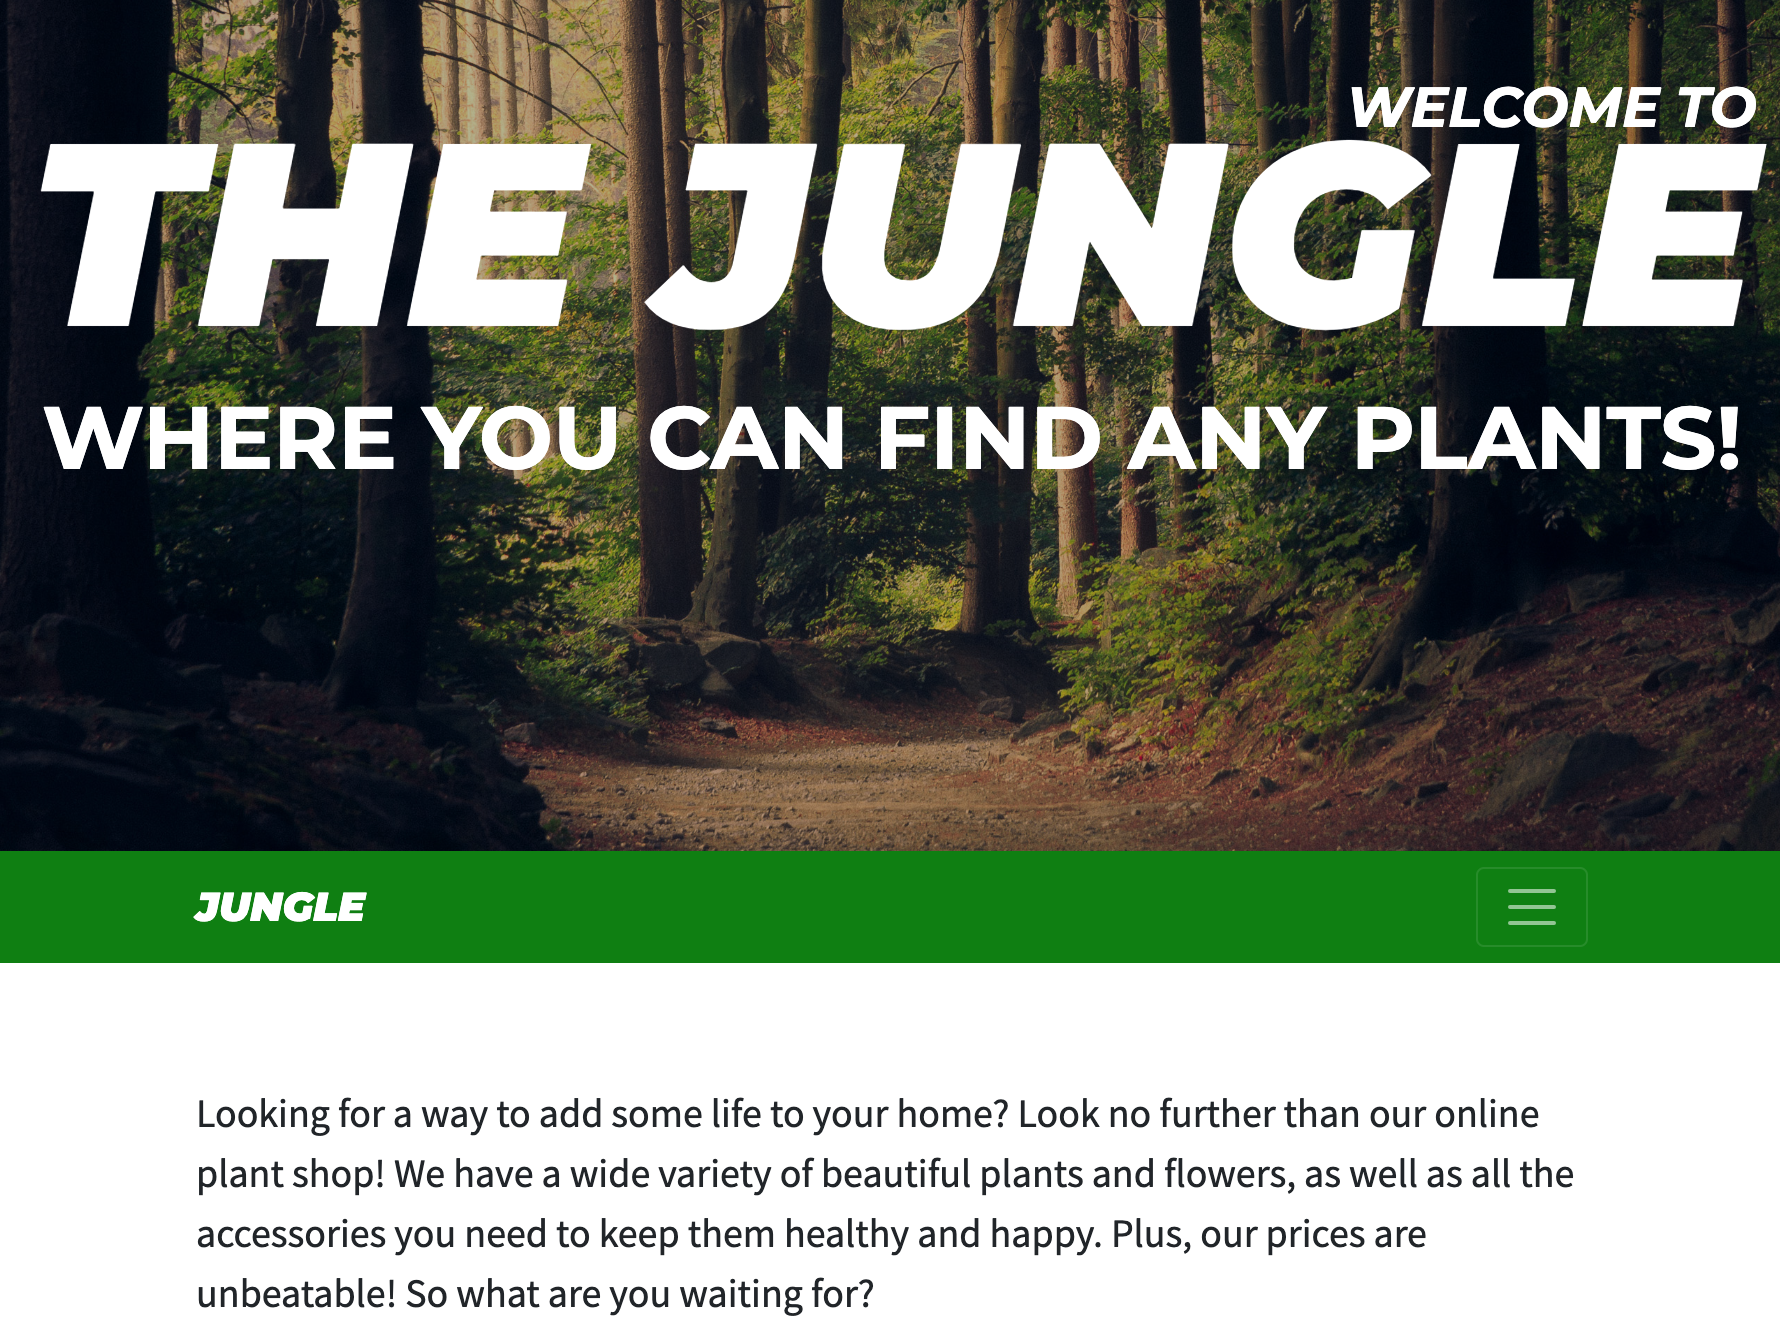 WELCOME TO
THE JUNGLE
WHERE YOU CAN FIND ANY PLANTS!
JUNGLE
Looking for a way to add some life to your home? Look no further than our online
plant shop! We have a wide variety of beautiful plants and flowers, as well as all the
accessories you need to keep them healthy and happy. Plus, our prices are
unbeatable! So what are you waiting for?